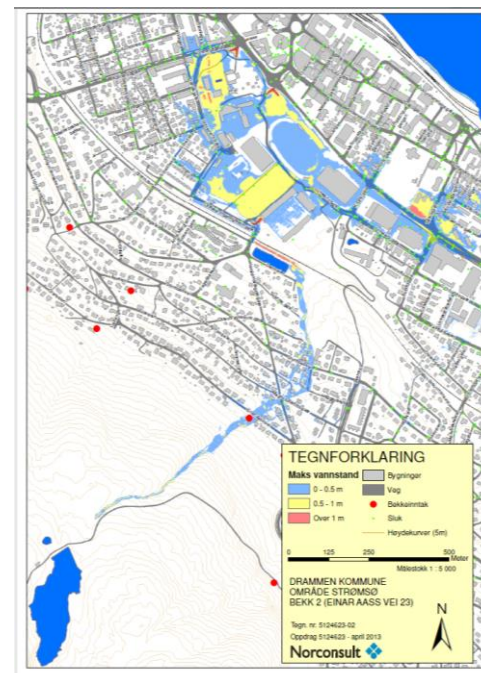 TEGNFORKLARING
Maks vannstand
0 - 0.5 m
0.5 - 1 m
Over 1 m
Bygninger
Veg
Bekkeinntak
Sluk
Høydekurver (5m)
0 125 250 500
Meter
Målestokk 1 : 5 000
DRAMMEN KOMMUNE
OMRÅDE STRØMSØ
BEKK 2 (EINAR AASS VEI 23)
Tegn. nr: 5124623-02
Oppdrag 5124623 - april 2013
N
Norconsult